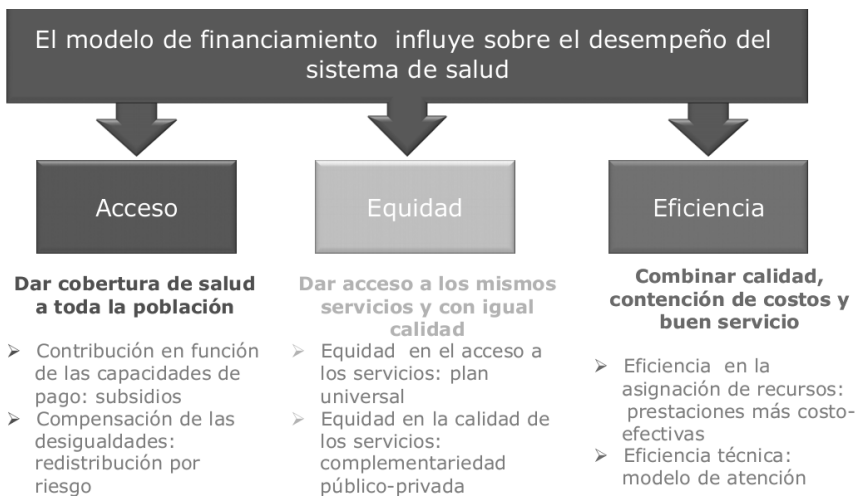 El modelo de financiamiento influye sobre el desempeño del
sistema de salud
Acceso
Dar cobertura de salud
a toda la población
➢ Contribución en función
de las capacidades de
pago: subsidios
➢ Compensación de las
desigualdades:
redistribución por
riesgo
Equidad
Dar acceso a los mismos
servicios y con igual
calidad
➢ Equidad en el acceso a
los servicios: plan
universal
➢ Equidad en la calidad de
los servicios:
complementariedad
público-privada
Eficiencia
Combinar calidad,
contención de costos y
buen servicio
➢ Eficiencia en la
asignación de recursos:
prestaciones más costo-
efectivas
➢ Eficiencia técnica:
modelo de atención